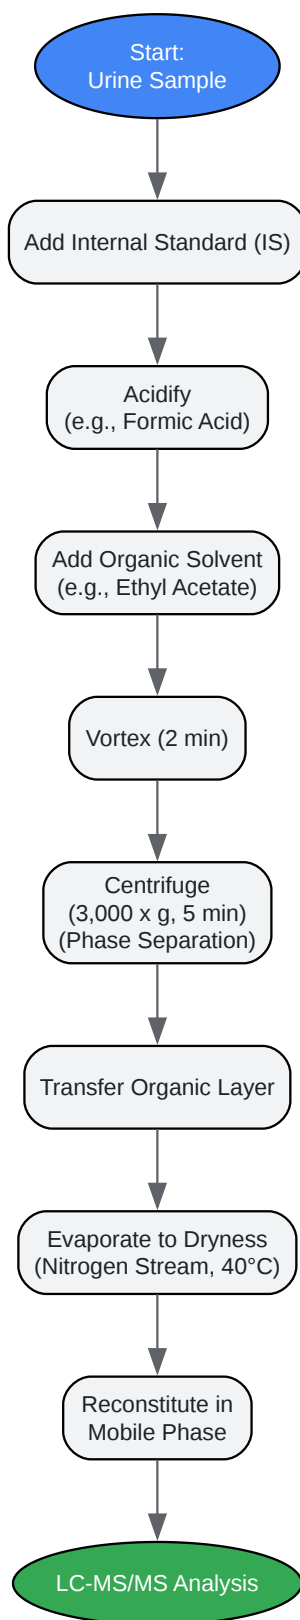 Start:
Urine Sample
Add Internal Standard (IS)
Acidify
(e.g., Formic Acid)
Add Organic Solvent
(e.g., Ethyl Acetate)
Vortex (2 min)
Centrifuge
(3,000 x g, 5 min)
(Phase Separation)
Transfer Organic Layer
Evaporate to Dryness
(Nitrogen Stream, 40°C)
Reconstitute in
Mobile Phase
LC-MS/MS Analysis